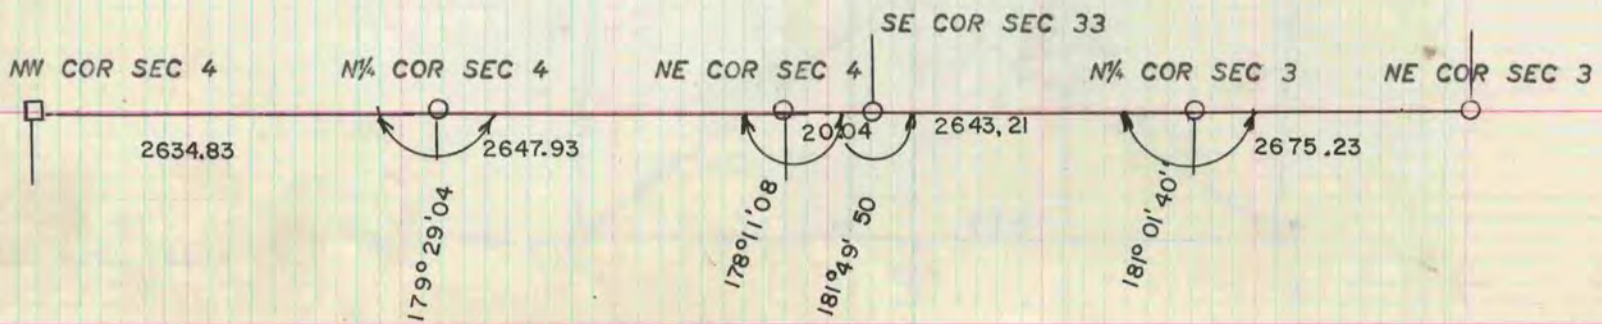 SE COR SEC 33
NW COR SEC 4
N¼ COR SEC 4
NE COR SEC 4
N¼ COR SEC 3
NE COR SEC 3
2634.83
2647.93
20.04
2643.21
2675.23
179° 29' 04
178° 11' 08
181° 49' 50
181° 01' 40"